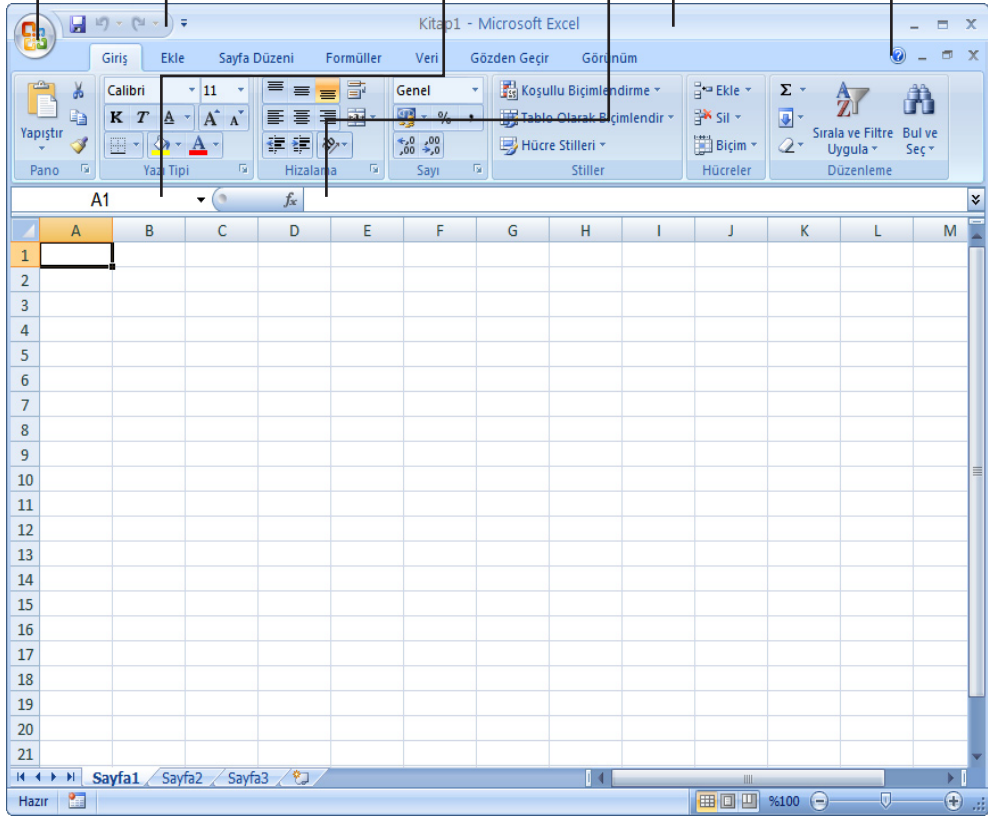 Kitap1 - Microsoft Excel
Giriş Ekle Sayfa Düzeni Formüller Veri Gözden Geçir Görünüm
Calibri 11 Genel Koşullu Biçimlendirme Ekle Σ
K T A A A % Tablo Olarak Biçimlendir Sil
Yapıştır A ,00 ,00 ,0 Hücre Stilleri Biçim Sırala ve Filtre Uygula Bul ve Seç
Pano Yazı Tipi Hizalama Sayı Stiller Hücreler Düzenleme
A1 fx
A B C D E F G H I J K L M
1
2
3
4
5
6
7
8
9
10
11
12
13
14
15
16
17
18
19
20
21
Sayfa1 Sayfa2 Sayfa3
Hazır %100